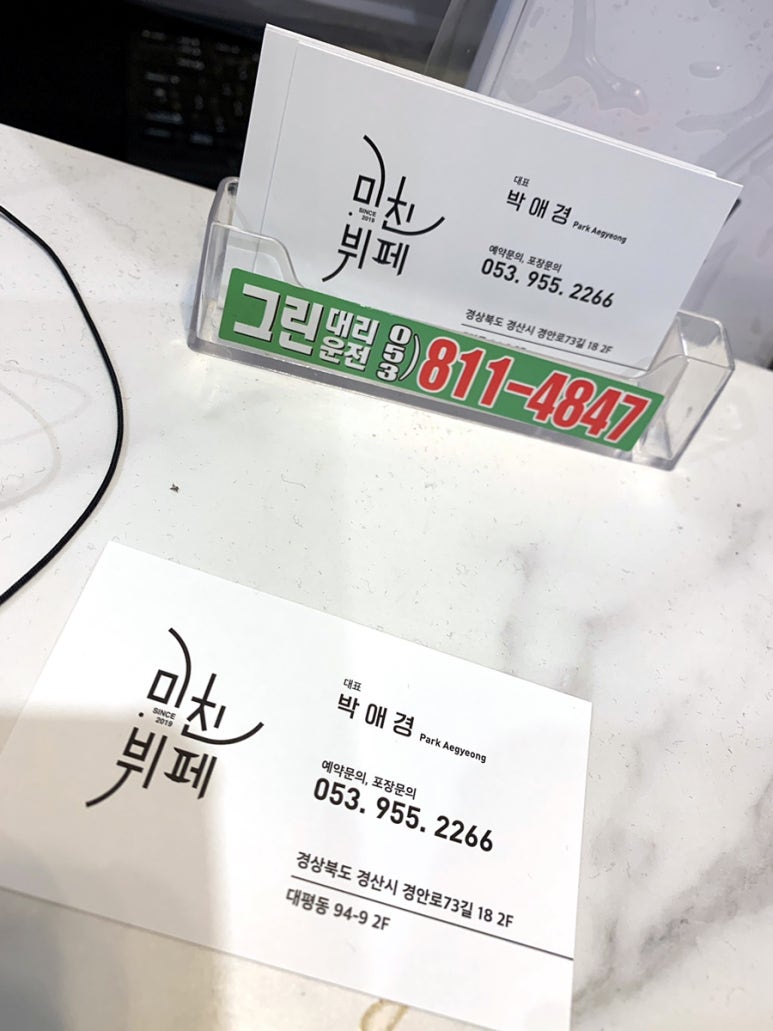 미친
SINCE
2019
뷔페
대표
박애경 Park Aegyeong
예약문의, 포장문의
053. 955. 2266
경상북도 경산시 경안로73길 18 2F
그린 대리운전 053) 811-4847
미친
SINCE
2019
뷔페
대표
박애경 Park Aegyeong
예약문의, 포장문의
053. 955. 2266
경상북도 경산시 경안로73길 18 2F
대평동 94-9 2F